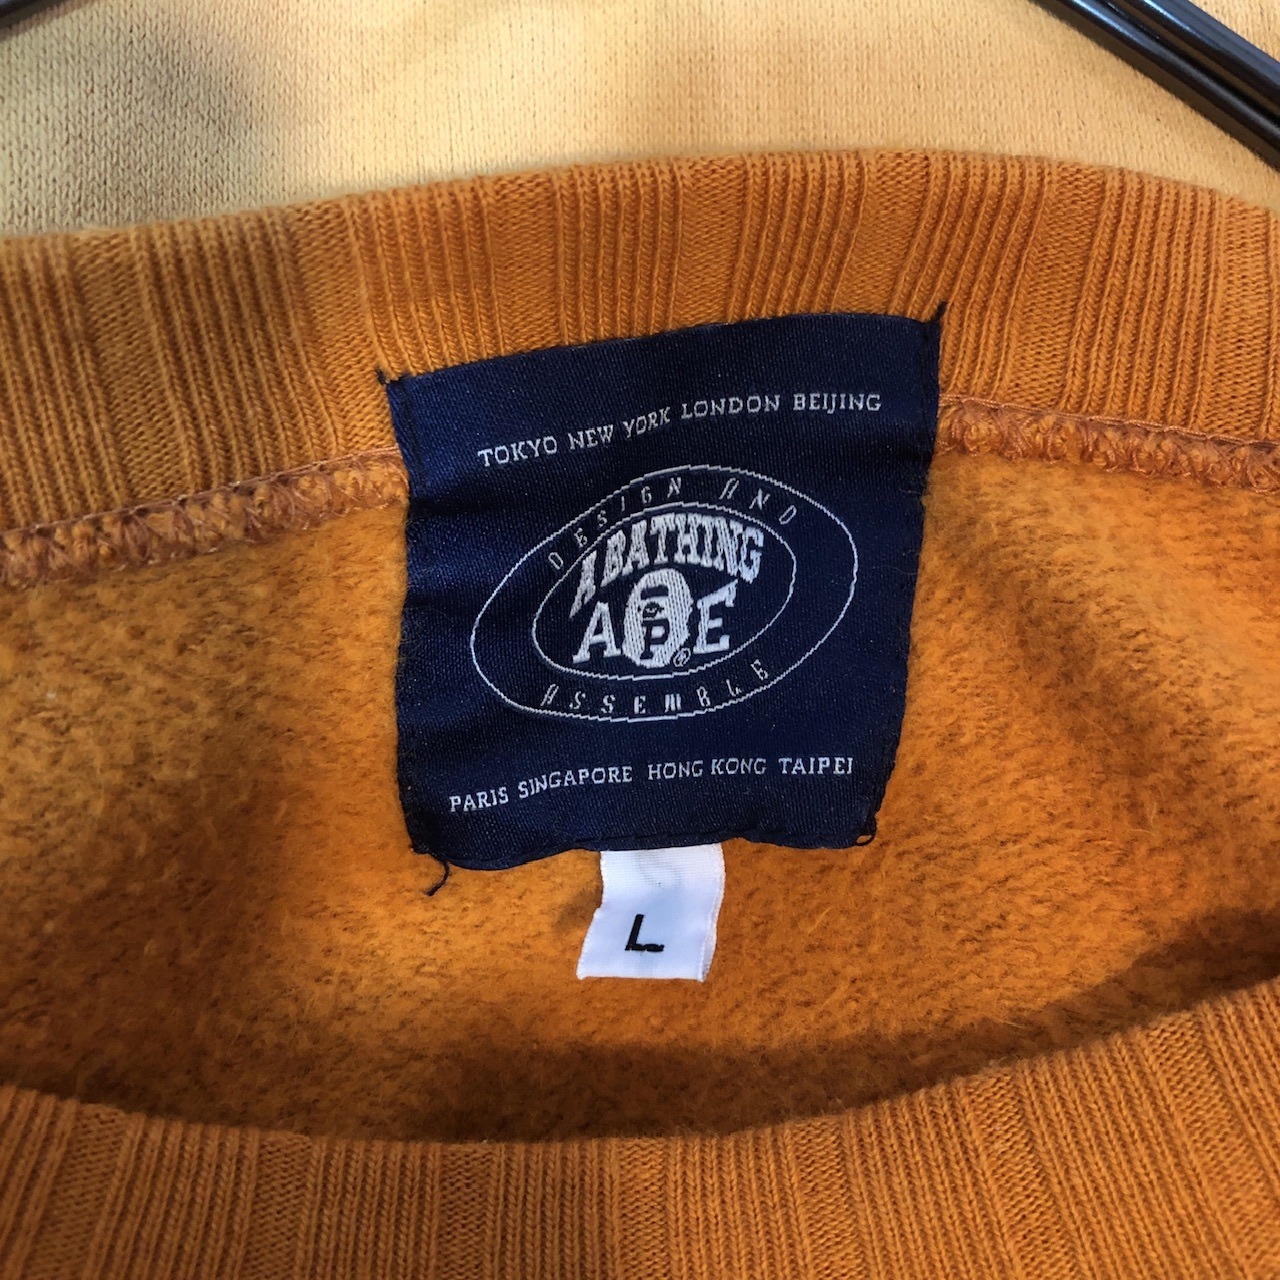 TOKYO NEW YORK LONDON BEIJING
DESIGN AND
A BATHING
APE®
ASSEMBLE
PARIS SINGAPORE HONG KONG TAIPEI
L